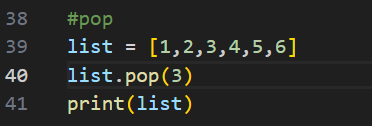 38 #pop
39 list = [1,2,3,4,5,6]
40 list.pop(3)
41 print(list)